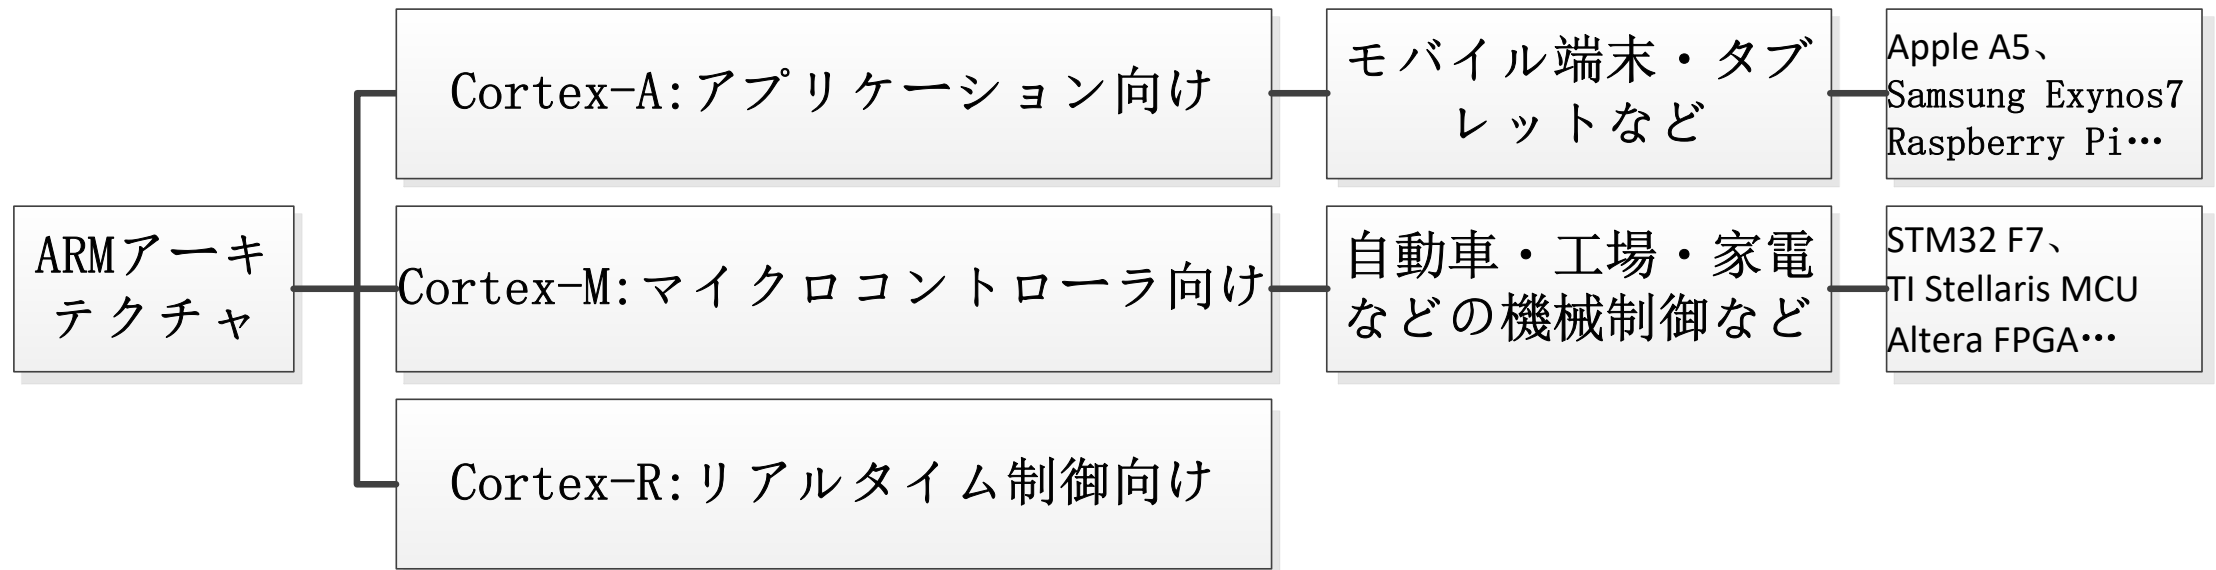 ARMアーキ
テクチャ
Cortex-A:アプリケーション向け
モバイル端末・タブ
レットなど
Apple A5、
Samsung Exynos7
Raspberry Pi…
Cortex-M:マイクロコントローラ向け
自動車・工場・家電
などの機械制御など
STM32 F7、
TI Stellaris MCU
Altera FPGA…
Cortex-R:リアルタイム制御向け